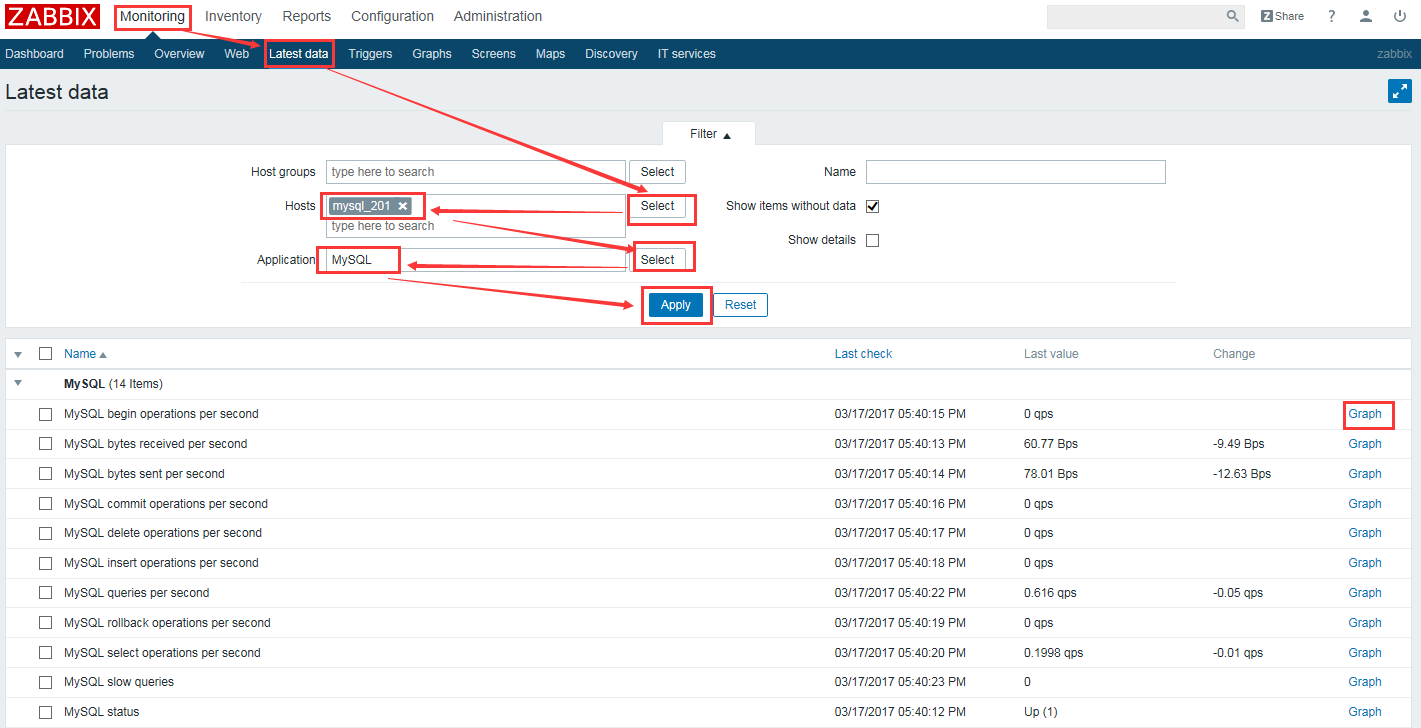 ZABBIX Monitoring Inventory Reports Configuration Administration Z Share ?
Dashboard Problems Overview Web Latest data Triggers Graphs Screens Maps Discovery IT services zabbix
Latest data
Filter
Host groups type here to search Select Name
Hosts mysql_201 Select Show items without data
type here to search
Show details
Application MySQL Select
Apply Reset
Name Last check Last value Change
MySQL (14 Items)
MySQL begin operations per second 03/17/2017 05:40:15 PM 0 qps Graph
MySQL bytes received per second 03/17/2017 05:40:13 PM 60.77 Bps -9.49 Bps Graph
MySQL bytes sent per second 03/17/2017 05:40:14 PM 78.01 Bps -12.63 Bps Graph
MySQL commit operations per second 03/17/2017 05:40:16 PM 0 qps Graph
MySQL delete operations per second 03/17/2017 05:40:17 PM 0 qps Graph
MySQL insert operations per second 03/17/2017 05:40:18 PM 0 qps Graph
MySQL queries per second 03/17/2017 05:40:22 PM 0.616 qps -0.05 qps Graph
MySQL rollback operations per second 03/17/2017 05:40:19 PM 0 qps Graph
MySQL select operations per second 03/17/2017 05:40:20 PM 0.1998 qps -0.01 qps Graph
MySQL slow queries 03/17/2017 05:40:23 PM 0 Graph
MySQL status 03/17/2017 05:40:12 PM Up (1) Graph